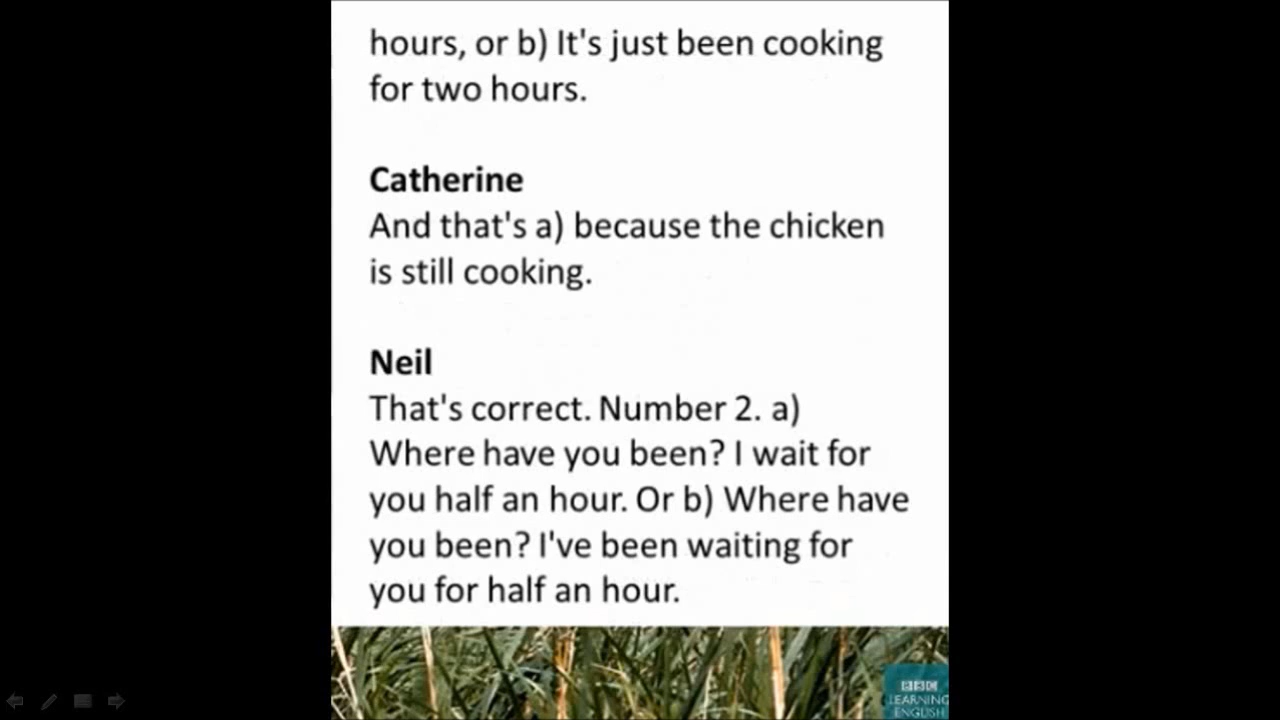 hours, or b) It's just been cooking
for two hours.
Catherine
And that's a) because the chicken
is still cooking.
Neil
That's correct. Number 2. a)
Where have you been? I wait for
you half an hour. Or b) Where have
you been? I've been waiting for
you for half an hour.
BBC
LEARNING
ENGLISH